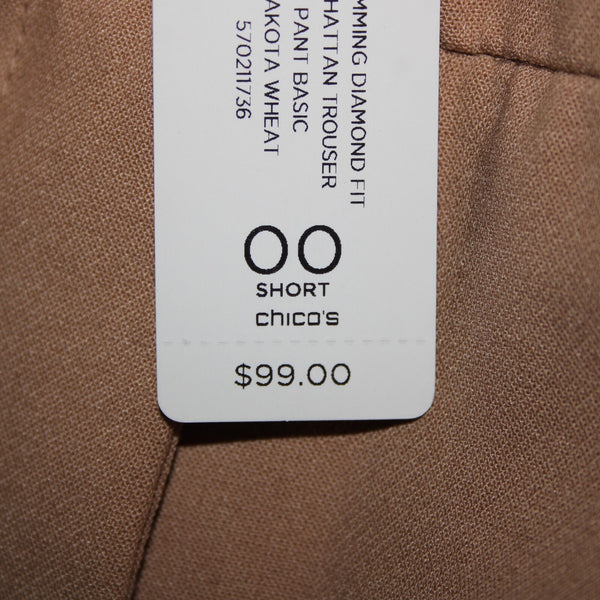 MMING DIAMOND FIT
HATTAN TROUSER
PANT BASIC
AKOTA WHEAT
570211736
00
SHORT
chico's
$99.00